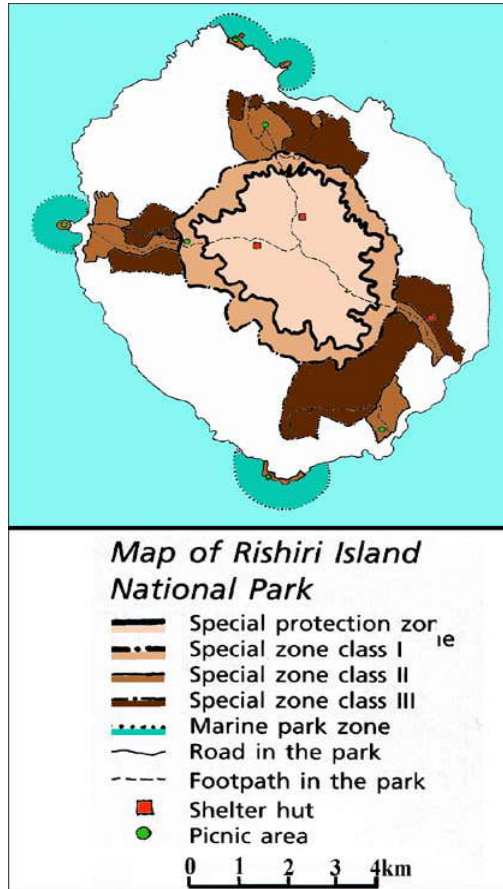 Map of Rishiri Island
National Park
Special protection zor
ne
Special zone class I
Special zone class II
Special zone class III
Marine park zone
Road in the park
Footpath in the park
Shelter hut
Picnic area
0 1 2 3 4km